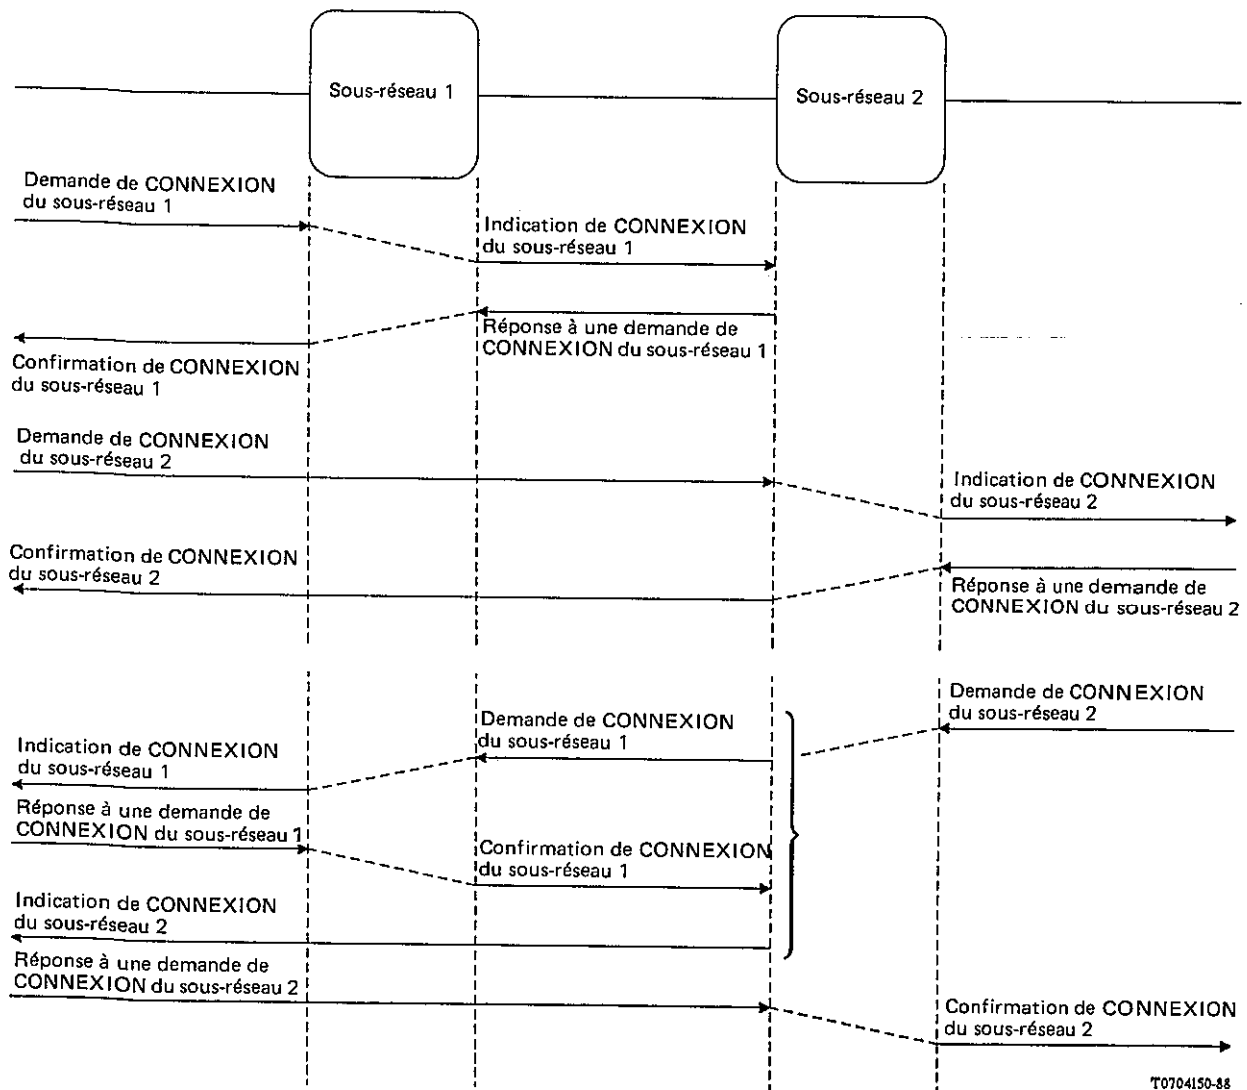 Sous-réseau 1
Sous-réseau 2
Demande de CONNEXION
du sous-réseau 1
Indication de CONNEXION
du sous-réseau 1
Réponse à une demande de
CONNEXION du sous-réseau 1
Confirmation de CONNEXION
du sous-réseau 1
Demande de CONNEXION
du sous-réseau 2
Indication de CONNEXION
du sous-réseau 2
Confirmation de CONNEXION
du sous-réseau 2
Réponse à une demande de
CONNEXION du sous-réseau 2
Demande de CONNEXION
du sous-réseau 2
Demande de CONNEXION
du sous-réseau 1
Indication de CONNEXION
du sous-réseau 1
Réponse à une demande de
CONNEXION du sous-réseau 1
Confirmation de CONNEXION
du sous-réseau 1
Indication de CONNEXION
du sous-réseau 2
Réponse à une demande de
CONNEXION du sous-réseau 2
Confirmation de CONNEXION
du sous-réseau 2
T0704150-88